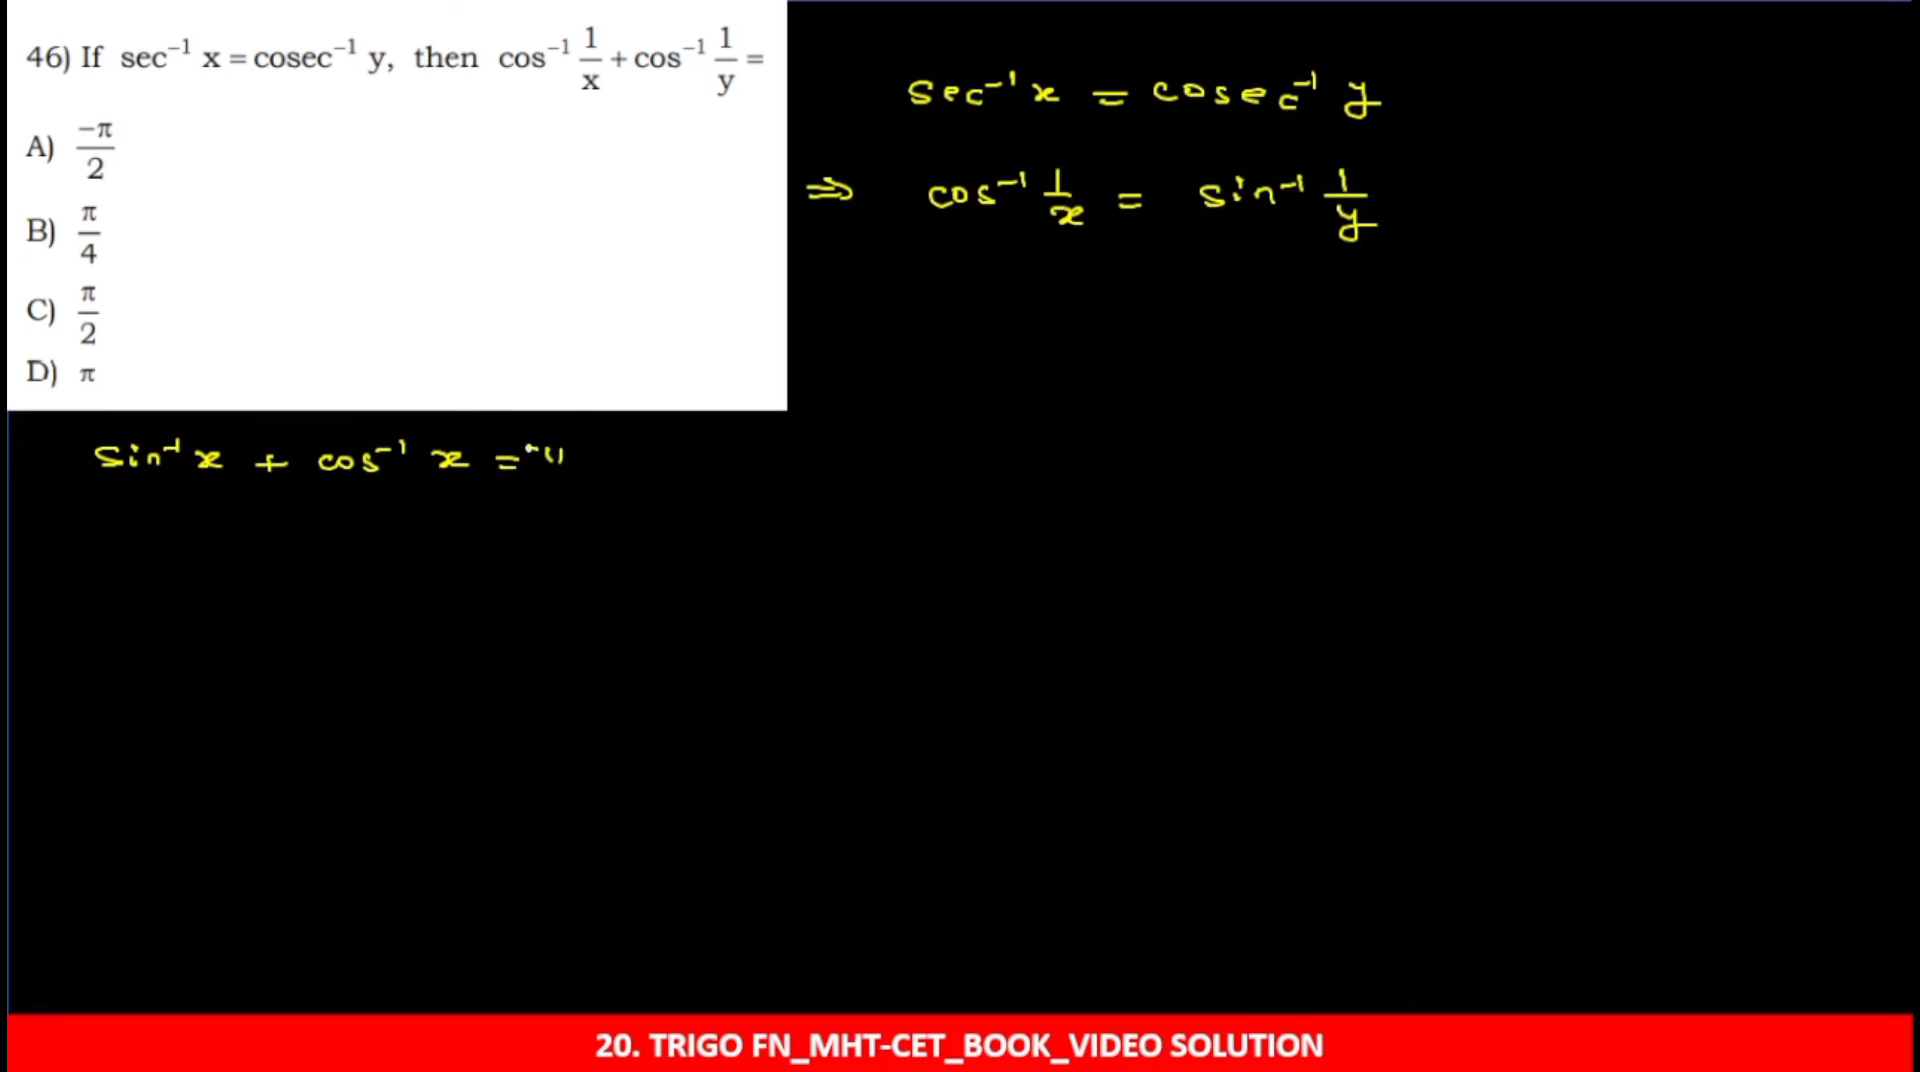 46) If sec⁻¹ x = cosec⁻¹ y, then cos⁻¹ 1/x + cos⁻¹ 1/y =
A) -π/2
B) π/4
C) π/2
D) π
sec⁻¹ x = cosec⁻¹ y
⇒ cos⁻¹ 1/x = sin⁻¹ 1/y
sin⁻¹ x + cos⁻¹ x =
20. TRIGO FN_MHT-CET_BOOK_VIDEO SOLUTION